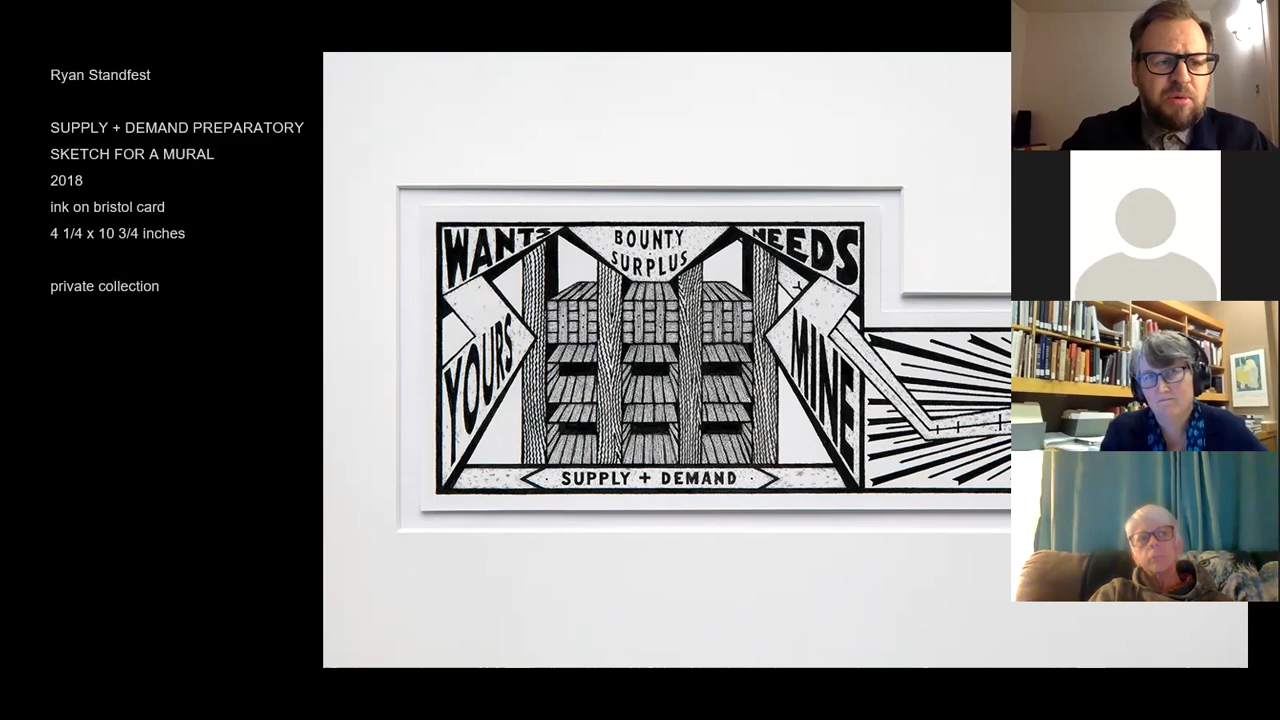 Ryan Standfest
SUPPLY + DEMAND PREPARATORY
SKETCH FOR A MURAL
2018
ink on bristol card
4 1/4 x 10 3/4 inches
private collection
WANTS
BOUNTY
SURPLUS
NEEDS
YOURS
MINE
SUPPLY + DEMAND